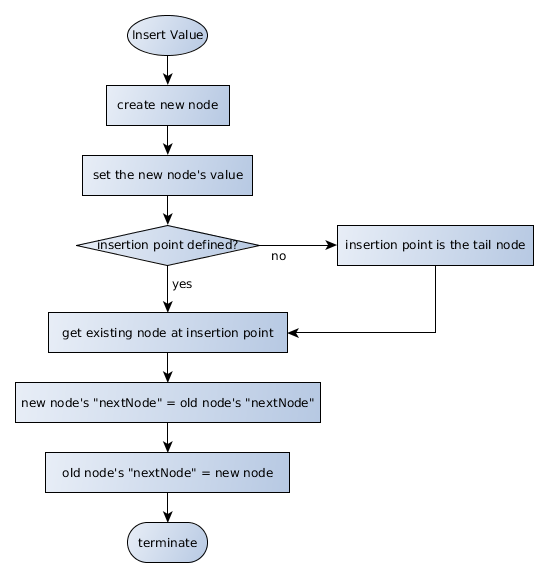 Insert Value
create new node
set the new node's value
insertion point defined?
no
insertion point is the tail node
yes
get existing node at insertion point
new node's "nextNode" = old node's "nextNode"
old node's "nextNode" = new node
terminate